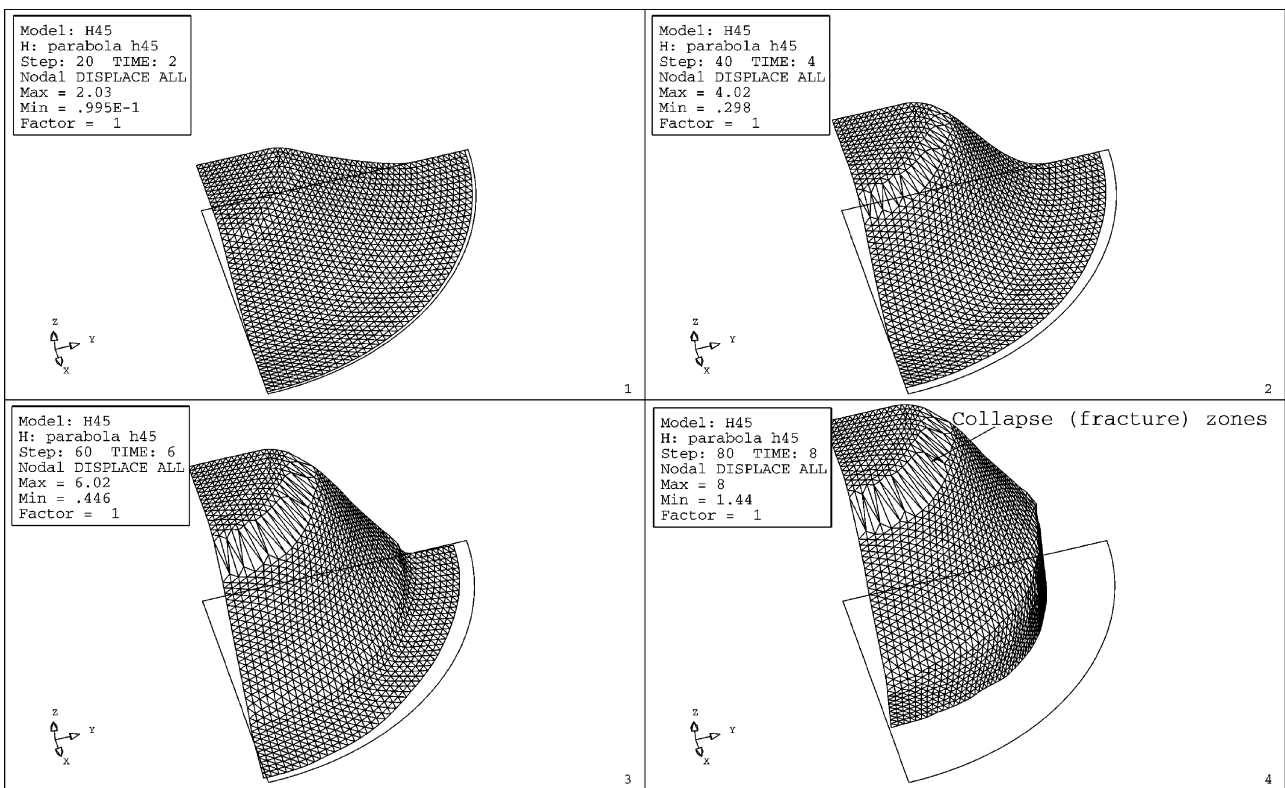 Model: H45
H: parabola h45
Step: 20 TIME: 2
Nodal DISPLACE ALL
Max = 2.03
Min = .995E-1
Factor = 1
Z
Y
X
1
Model: H45
H: parabola h45
Step: 40 TIME: 4
Nodal DISPLACE ALL
Max = 4.02
Min = .298
Factor = 1
Z
Y
X
2
Model: H45
H: parabola h45
Step: 60 TIME: 6
Nodal DISPLACE ALL
Max = 6.02
Min = .446
Factor = 1
Z
Y
X
3
Collapse (fracture) zones
Model: H45
H: parabola h45
Step: 80 TIME: 8
Nodal DISPLACE ALL
Max = 8
Min = 1.44
Factor = 1
Z
Y
X
4